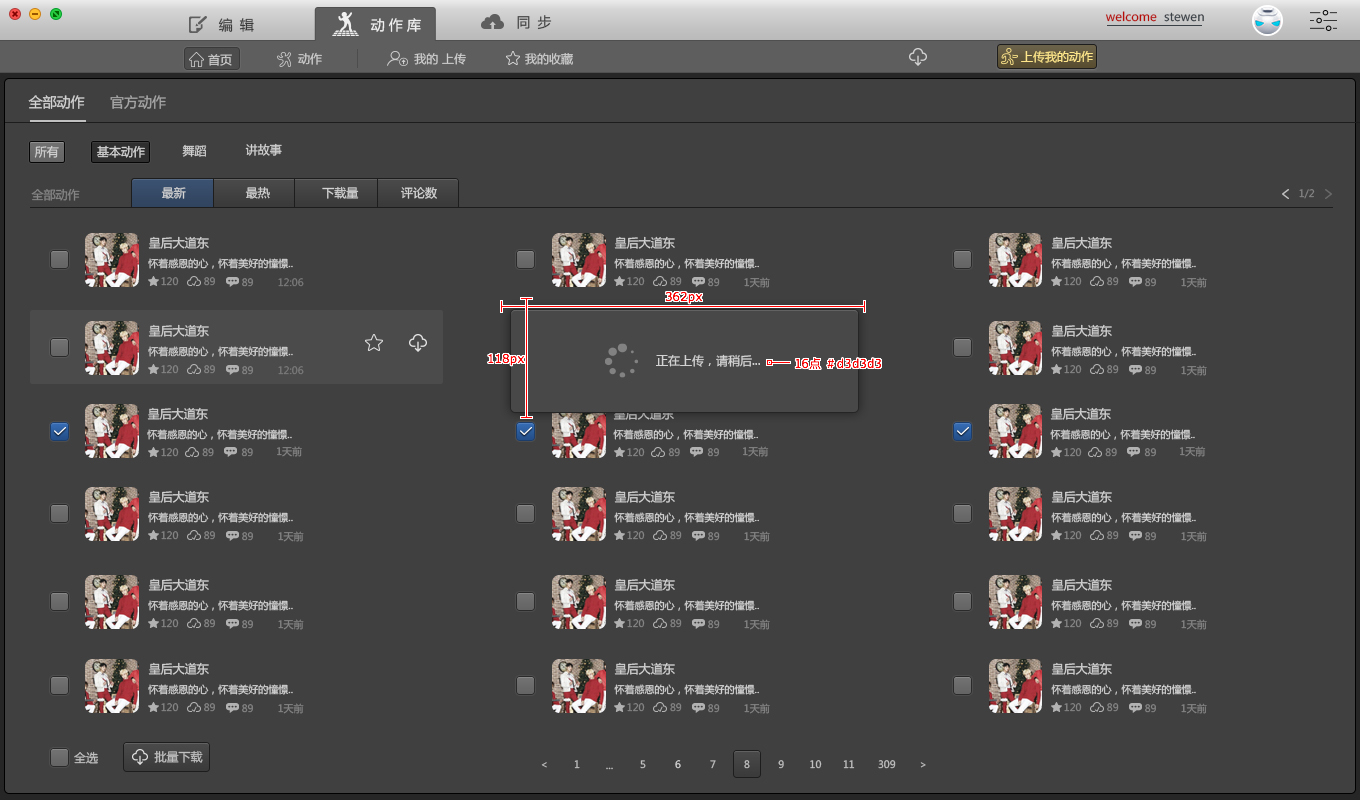 编 辑
动作库
同 步
welcome stewen
首页
动作
我的 上传
我的收藏
上传我的动作
全部动作
官方动作
所有
基本动作
舞蹈
讲故事
全部动作
最新
最热
下载量
评论数
< 1/2 >
皇后大道东
怀着感恩的心，怀着美好的憧憬..
120 89 89 12:06
皇后大道东
怀着感恩的心，怀着美好的憧憬..
120 89 89 1天前
皇后大道东
怀着感恩的心，怀着美好的憧憬..
120 89 89 1天前
362px
皇后大道东
怀着感恩的心，怀着美好的憧憬..
120 89 89 12:06
118px
正在上传，请稍后...
16点 #d3d3d3
皇后大道东
怀着感恩的心，怀着美好的憧憬..
120 89 89 1天前
皇后大道东
怀着感恩的心，怀着美好的憧憬..
120 89 89 1天前
皇后大道东
怀着感恩的心，怀着美好的憧憬..
120 89 89 1天前
皇后大道东
怀着感恩的心，怀着美好的憧憬..
120 89 89 1天前
皇后大道东
怀着感恩的心，怀着美好的憧憬..
120 89 89 1天前
皇后大道东
怀着感恩的心，怀着美好的憧憬..
120 89 89 1天前
皇后大道东
怀着感恩的心，怀着美好的憧憬..
120 89 89 1天前
皇后大道东
怀着感恩的心，怀着美好的憧憬..
120 89 89 1天前
皇后大道东
怀着感恩的心，怀着美好的憧憬..
120 89 89 1天前
皇后大道东
怀着感恩的心，怀着美好的憧憬..
120 89 89 1天前
皇后大道东
怀着感恩的心，怀着美好的憧憬..
120 89 89 1天前
皇后大道东
怀着感恩的心，怀着美好的憧憬..
120 89 89 1天前
皇后大道东
怀着感恩的心，怀着美好的憧憬..
120 89 89 1天前
全选
批量下载
< 1 ... 5 6 7 8 9 10 11 309 >